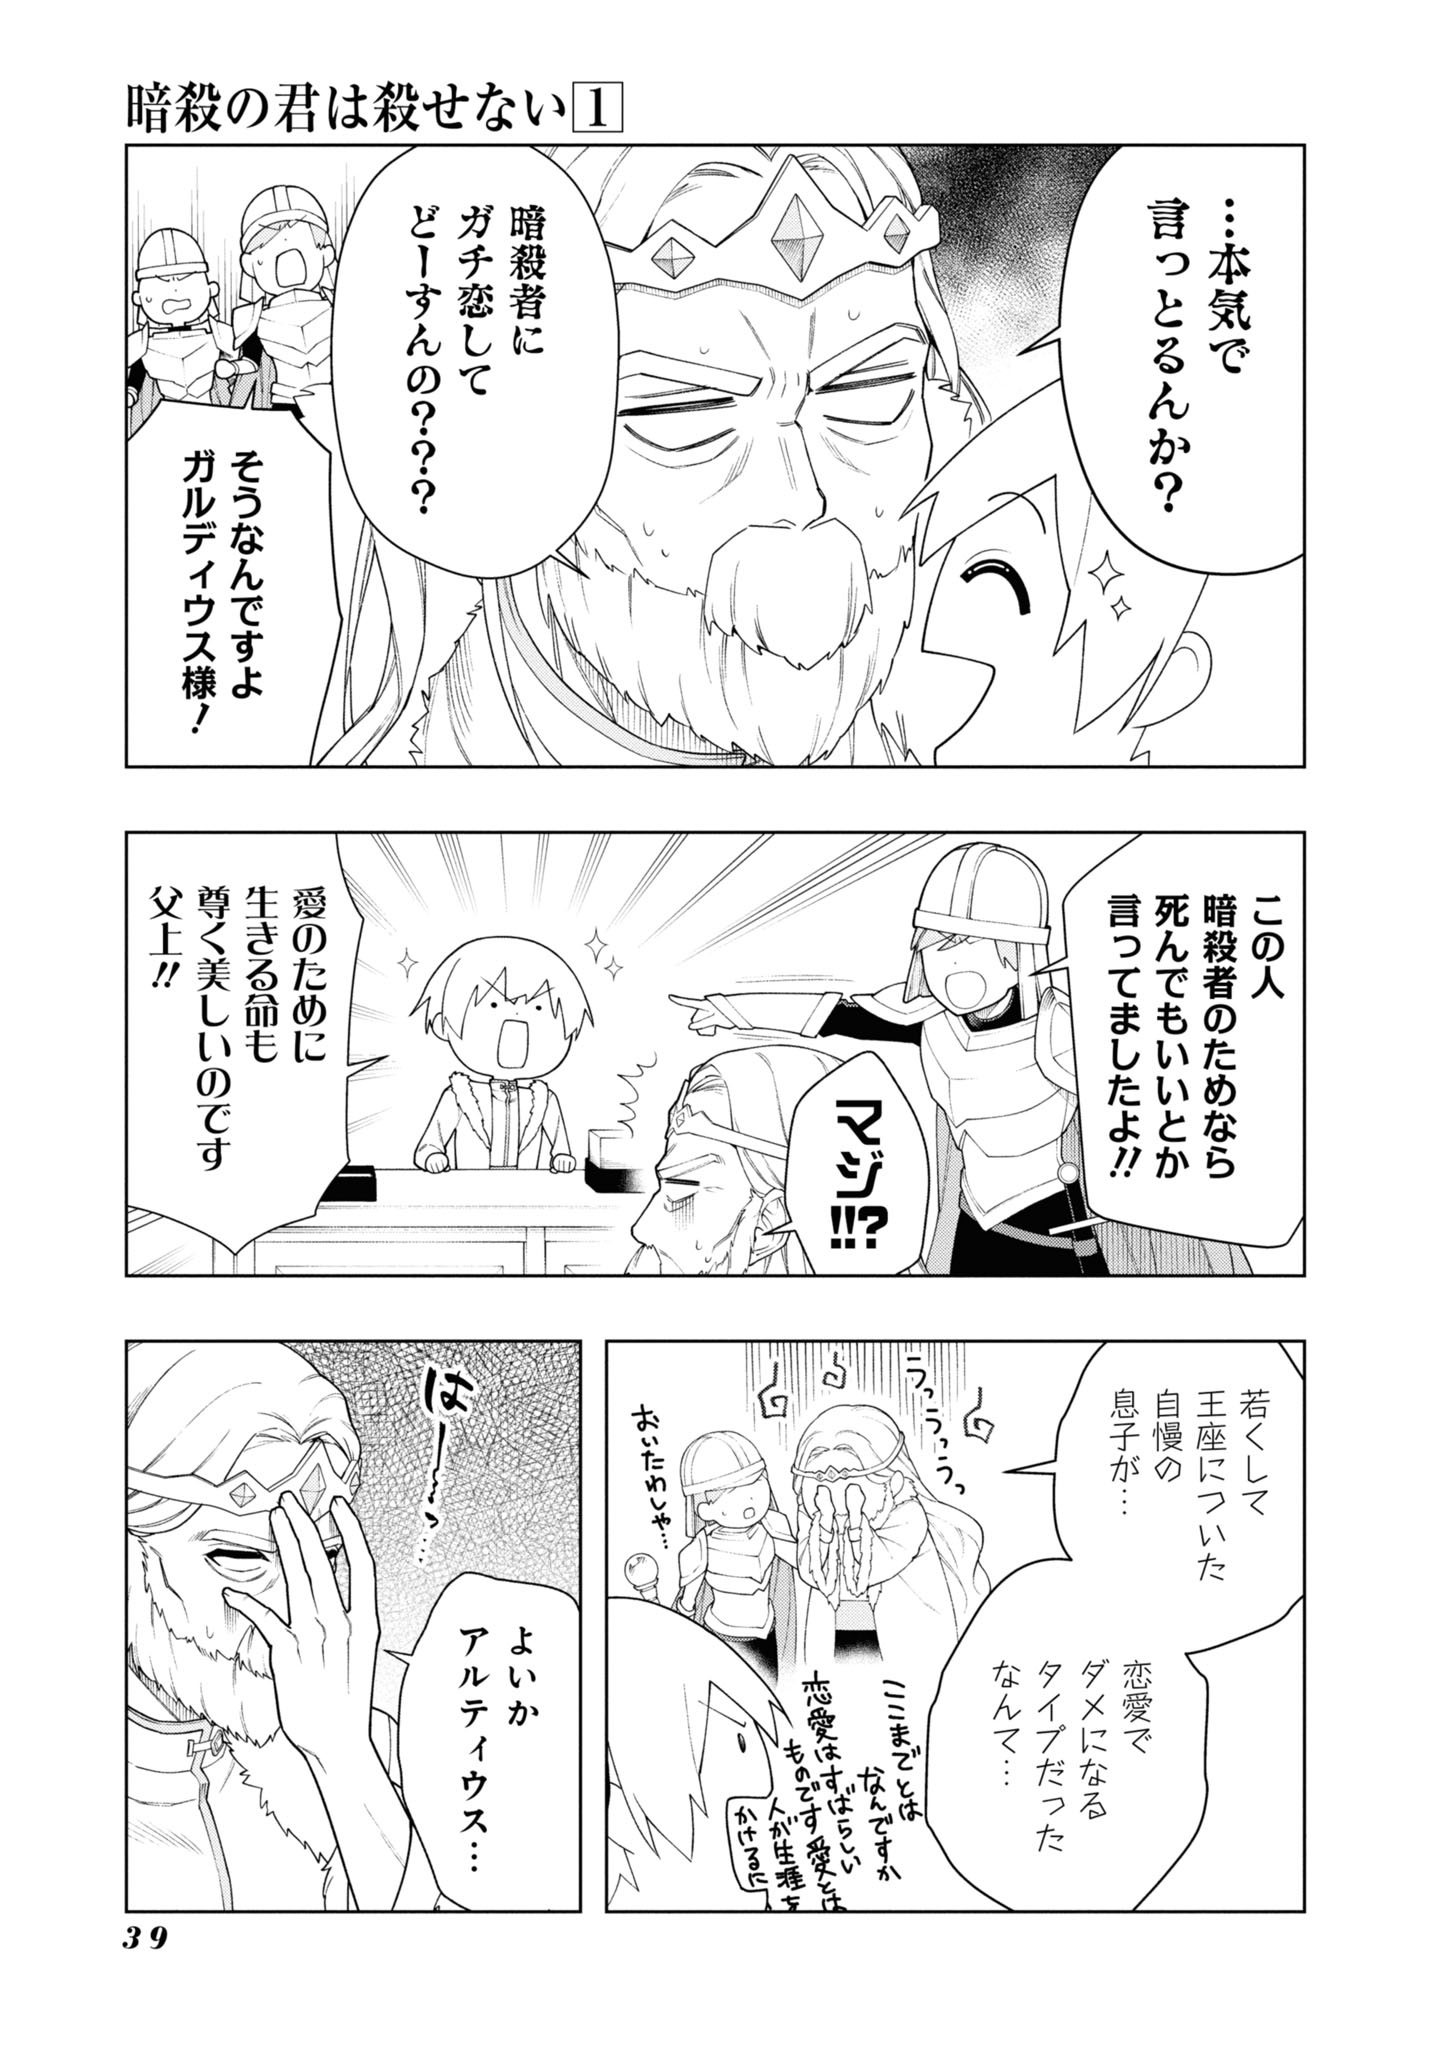 暗殺の君は殺せない 1
…本気で
言っとるんか?
暗殺者に
ガチ恋して
どーすんの???
そうなんですよ
ガルディウス様!
この人
暗殺者のためなら
死んでもいいとか
言ってましたよ!!
マジ!!?
愛のために
生きる命も
尊く美しいのです
父上!!
若くして
王座についた
自慢の
息子が…
恋愛で
ダメになる
タイプだった
なんて…
うっうっうっ
おいたわしや…
ここまでとは
なんですか
恋愛はすばらしい
ものです愛とは
人が生涯を
かけるに
はーーーっ…
よいか
アルティウス…
39